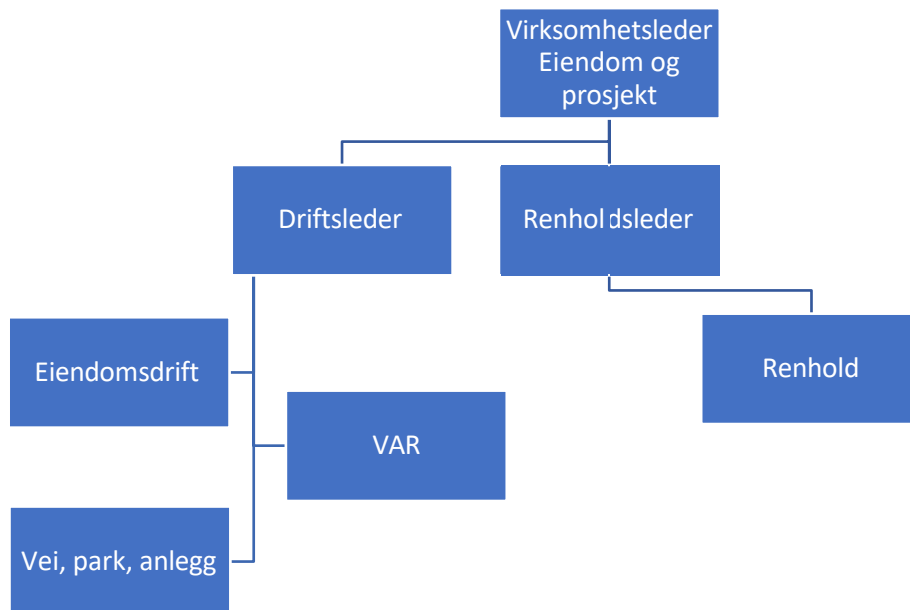 Virksomhetsleder
Eiendom og
prosjekt
Driftsleder
Renholdsleder
Eiendomsdrift
Renhold
VAR
Vei, park, anlegg